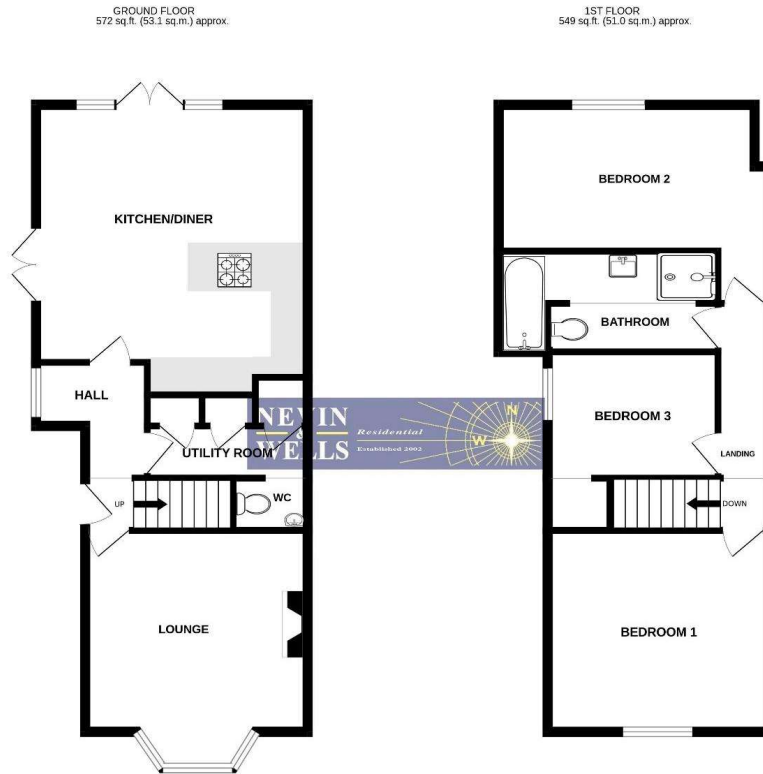 GROUND FLOOR
572 sq.ft. (53.1 sq.m.) approx.
1ST FLOOR
549 sq.ft. (51.0 sq.m.) approx.
KITCHEN/DINER
HALL
UTILITY ROOM
UP
WC
LOUNGE
NEVIN
&
WELLS
Residential
Established 2002
N
W
BEDROOM 2
BATHROOM
BEDROOM 3
LANDING
DOWN
BEDROOM 1